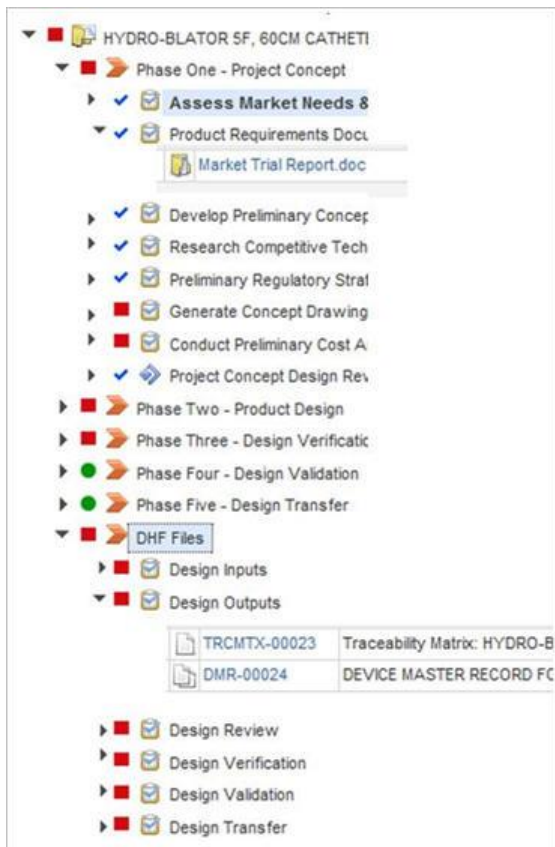 HYDRO-BLATOR 5F, 60CM CATHETI
Phase One - Project Concept
Assess Market Needs &
Product Requirements Docu
Market Trial Report.doc
Develop Preliminary Concep
Research Competitive Tech
Preliminary Regulatory Straf
Generate Concept Drawing
Conduct Preliminary Cost A
Project Concept Design Rev
Phase Two - Product Design
Phase Three - Design Verificatic
Phase Four - Design Validation
Phase Five - Design Transfer
DHF Files
Design Inputs
Design Outputs
TRCMTX-00023 Traceability Matrix: HYDRO-B
DMR-00024 DEVICE MASTER RECORD FO
Design Review
Design Verification
Design Validation
Design Transfer